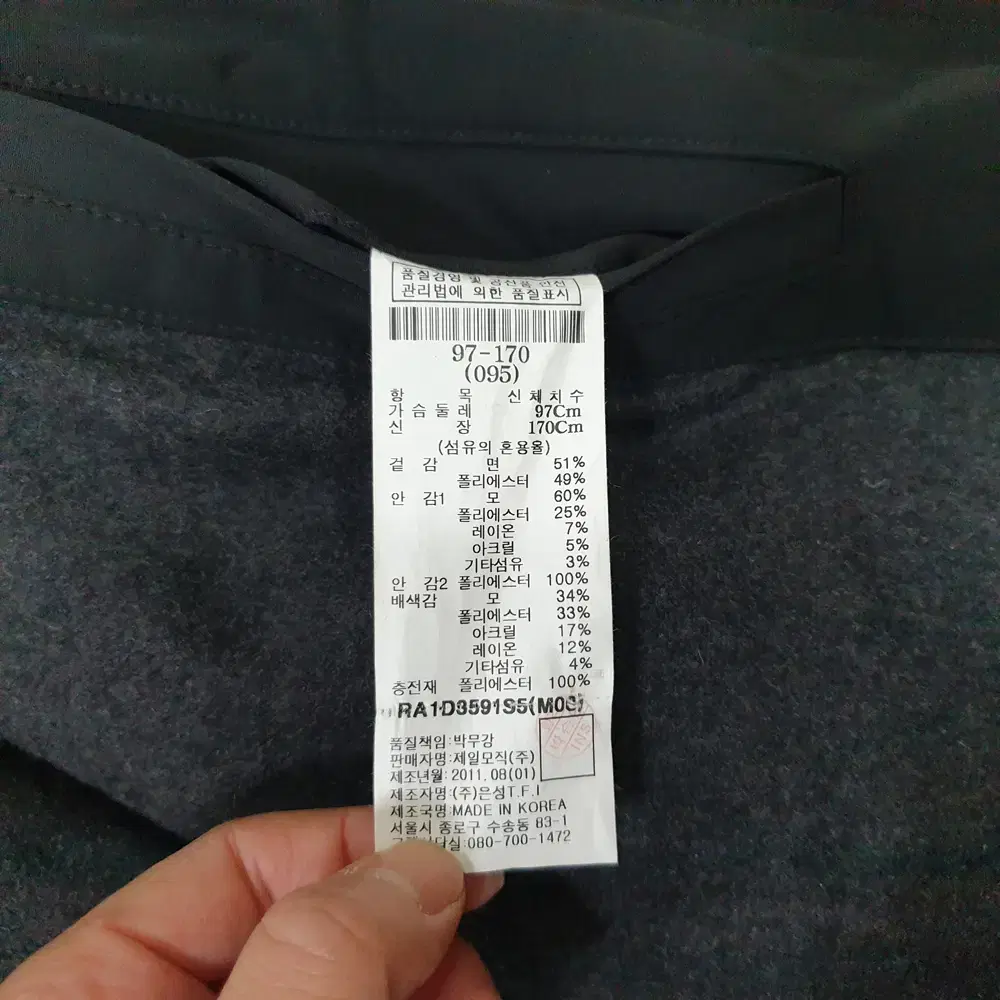 품질경영 및 공산품 안전
관리법에 의한 품질표시
97-170
(095)
항 목 신 체 치 수
가 슴 둘 레 97Cm
신 장 170Cm
(섬유의 혼용율)
겉 감 면 51%
폴리에스터 49%
안 감1 모 60%
폴리에스터 25%
레이온 7%
아크릴 5%
기타섬유 3%
안 감2 폴리에스터 100%
배색감 모 34%
폴리에스터 33%
아크릴 17%
레이온 12%
기타섬유 4%
충전재 폴리에스터 100%
RA1D3591S5
품질책임:박무강
판매자명:제일모직(주)
제조년월:2011.08(01)
제조자명:(주)은성T.F.I
제조국명:MADE IN KOREA
서울시 종로구 수송동 83-1
:080-700-1472